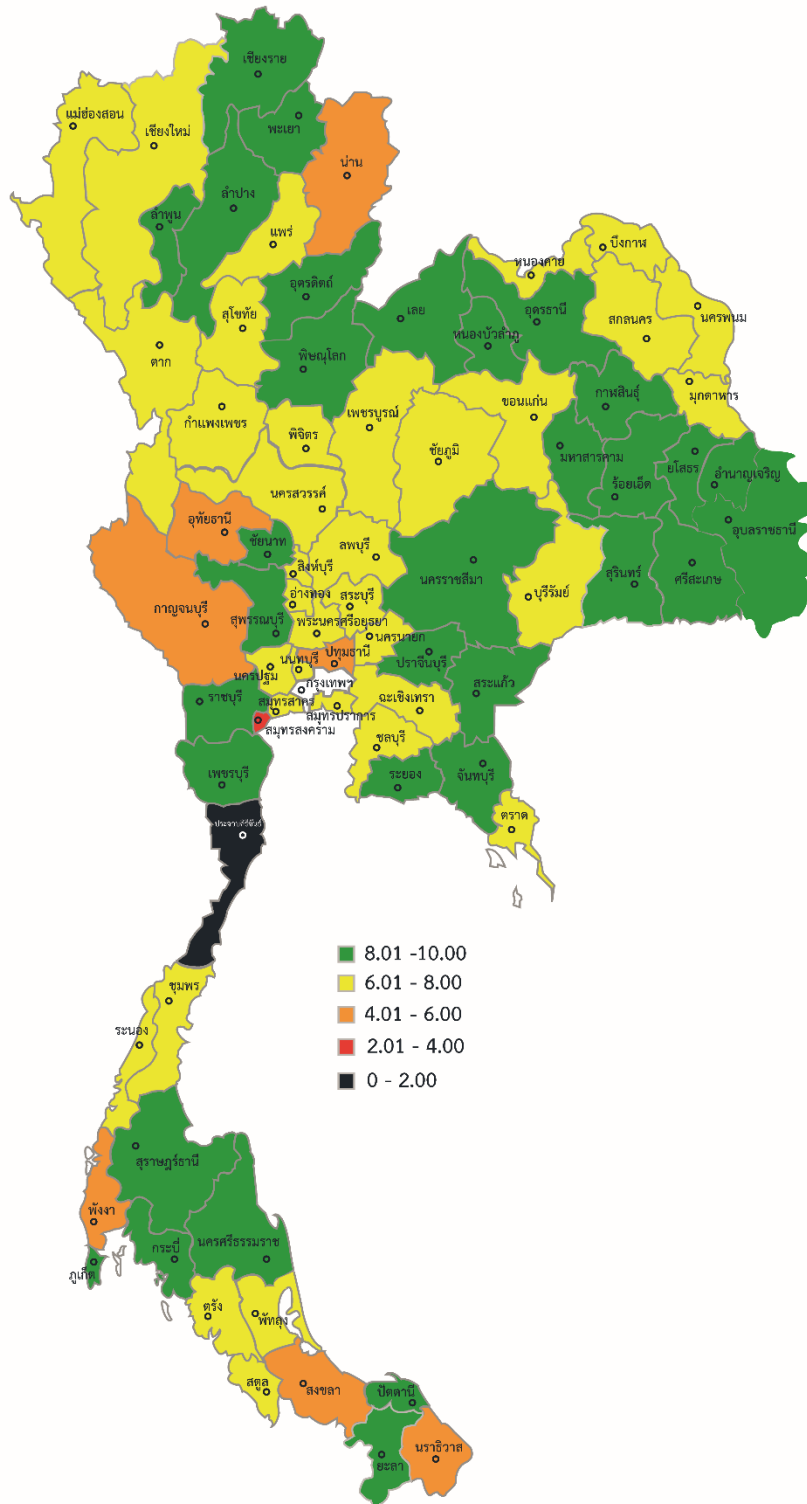 เชียงราย
แม่ฮ่องสอน
เชียงใหม่
พะเยา
น่าน
ลำปาง
ลำพูน
แพร่
บึงกาฬ
หนองคาย
อุตรดิตถ์
สุโขทัย
เลย
อุดรธานี
สกลนคร
นครพนม
หนองบัวลำภู
ตาก
พิษณุโลก
กาฬสินธุ์
มุกดาหาร
ขอนแก่น
เพชรบูรณ์
กำแพงเพชร
พิจิตร
ชัยภูมิ
มหาสารคาม
ยโสธร
อำนาญเจริญ
ร้อยเอ็ด
นครสวรรค์
อุบลราชธานี
อุทัยธานี
ชัยนาท
ลพบุรี
สิงห์บุรี
นครราชสีมา
สุรินทร์
ศรีสะเกษ
อ่างทอง
สระบุรี
บุรีรัมย์
กาญจนบุรี
สุพรรณบุรี
พระนครศรีอยุธยา
นครนายก
ปทุมธานี
นนทบุรี
ปราจีนบุรี
นครปฐม
กรุงเทพฯ
สระแก้ว
ราชบุรี
สมุทรสาคร
ฉะเชิงเทรา
สมุทรปราการ
สมุทรสงคราม
ชลบุรี
เพชรบุรี
ระยอง
จันทบุรี
ตราด
ประจวบคีรีขันธ์
8.01 -10.00
6.01 - 8.00
4.01 - 6.00
2.01 - 4.00
0 - 2.00
ชุมพร
ระนอง
สุราษฎร์ธานี
พังงา
กระบี่
นครศรีธรรมราช
ภูเก็ต
ตรัง
พัทลุง
สตูล
สงขลา
ปัตตานี
นราธิวาส
ยะลา